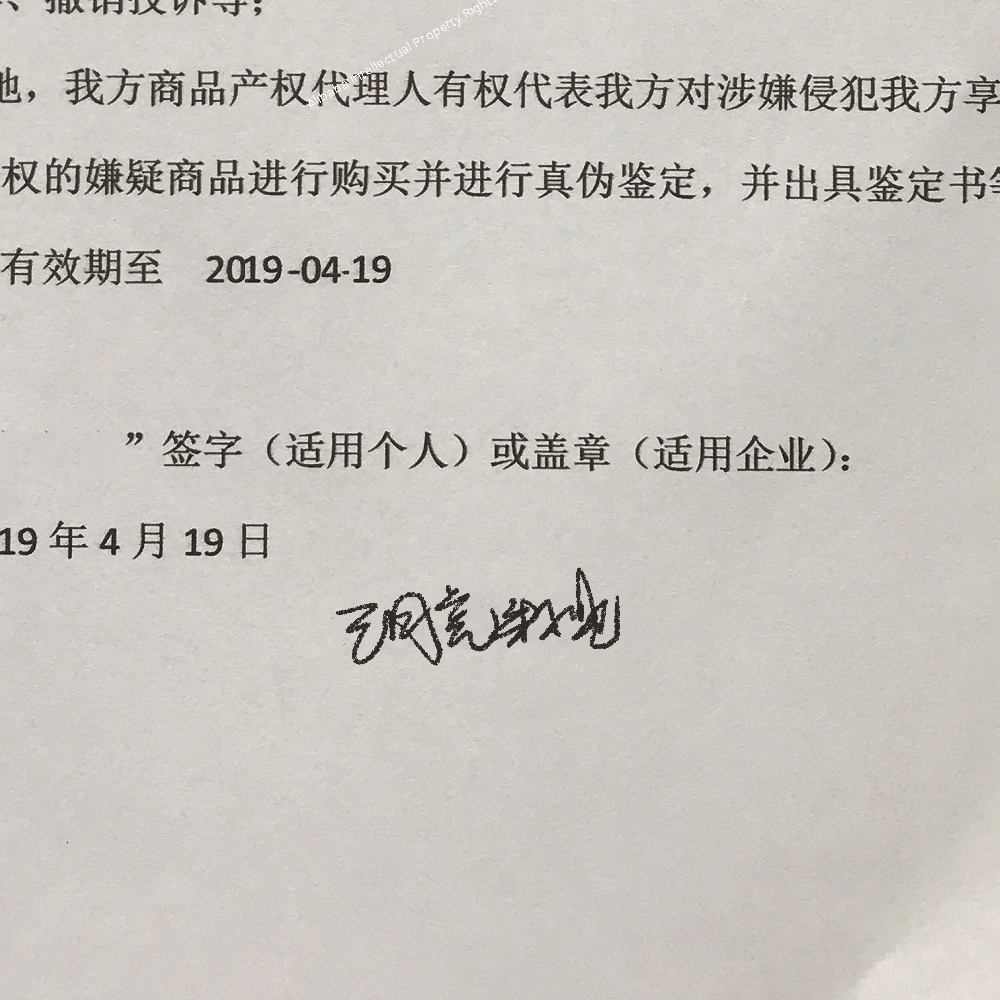 、撤销投诉等；
Alibaba Intellectual Property Rights
他，我方商品产权代理人有权代表我方对涉嫌侵犯我方享
权的嫌疑商品进行购买并进行真伪鉴定，并出具鉴定书等
有效期至 2019-04-19
”签字（适用个人）或盖章（适用企业）：
19 年 4 月 19 日